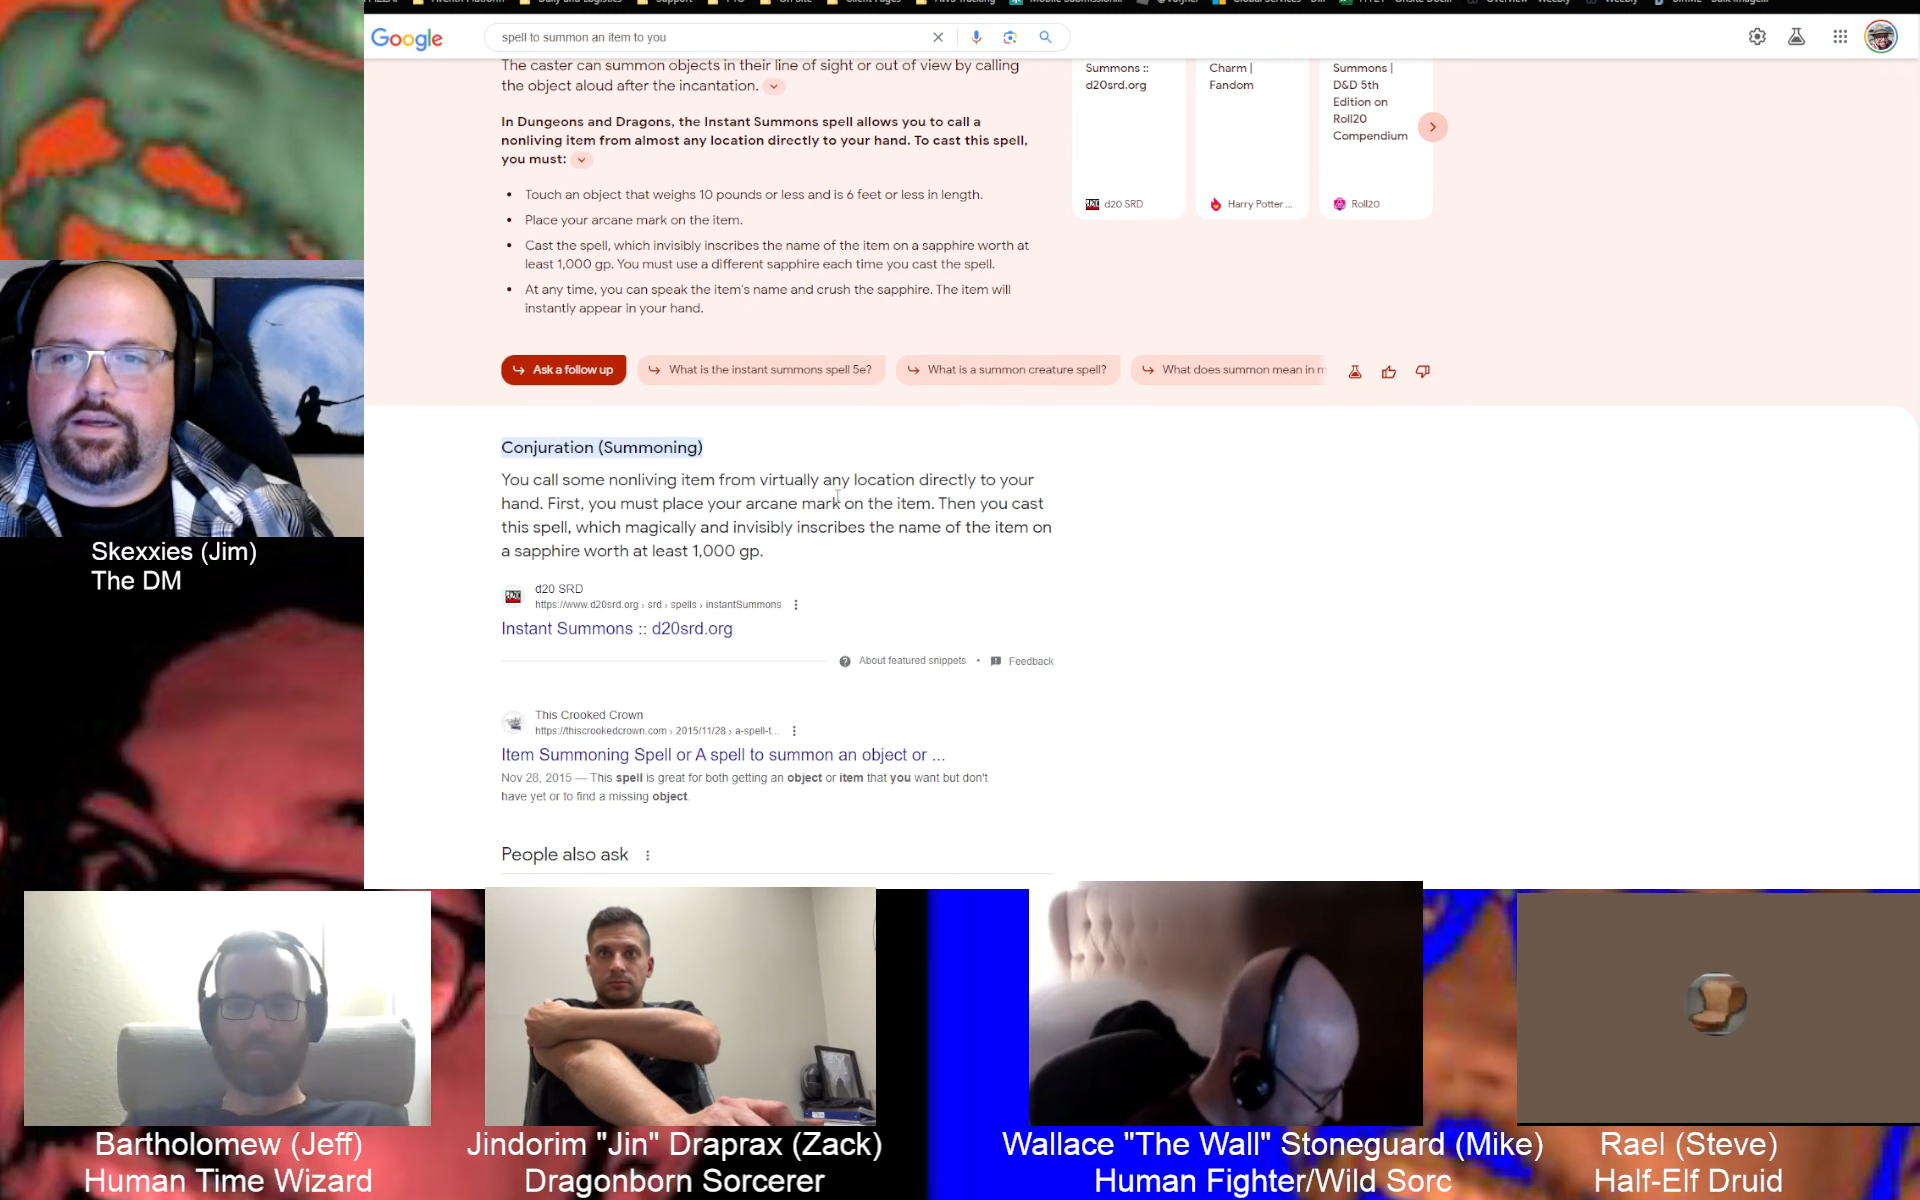 Google
spell to summon an item to you
The caster can summon objects in their line of sight or out of view by calling
the object aloud after the incantation.
In Dungeons and Dragons, the Instant Summons spell allows you to call a
nonliving item from almost any location directly to your hand. To cast this spell,
you must:
• Touch an object that weighs 10 pounds or less and is 6 feet or less in length.
• Place your arcane mark on the item.
• Cast the spell, which invisibly inscribes the name of the item on a sapphire worth at
least 1,000 gp. You must use a different sapphire each time you cast the spell.
• At any time, you can speak the item's name and crush the sapphire. The item will
instantly appear in your hand.
Summons ::
d20srd.org
d20 SRD
Charm |
Fandom
Harry Potter ...
Summons |
D&D 5th
Edition on
Roll20
Compendium
Roll20
Ask a follow up
What is the instant summons spell 5e?
What is a summon creature spell?
What does summon mean in m
Conjuration (Summoning)
You call some nonliving item from virtually any location directly to your
hand. First, you must place your arcane mark on the item. Then you cast
this spell, which magically and invisibly inscribes the name of the item on
a sapphire worth at least 1,000 gp.
d20 SRD
https://www.d20srd.org › srd › spells › instantSummons
Instant Summons :: d20srd.org
About featured snippets • Feedback
This Crooked Crown
https://thiscrookedcrown.com › 2015/11/28 › a-spell-t...
Item Summoning Spell or A spell to summon an object or ...
Nov 28, 2015 — This spell is great for both getting an object or item that you want but don't
have yet or to find a missing object.
People also ask
Skexxies (Jim)
The DM
Bartholomew (Jeff)
Human Time Wizard
Jindorim "Jin" Draprax (Zack)
Dragonborn Sorcerer
Wallace "The Wall" Stoneguard (Mike)
Human Fighter/Wild Sorc
Rael (Steve)
Half-Elf Druid